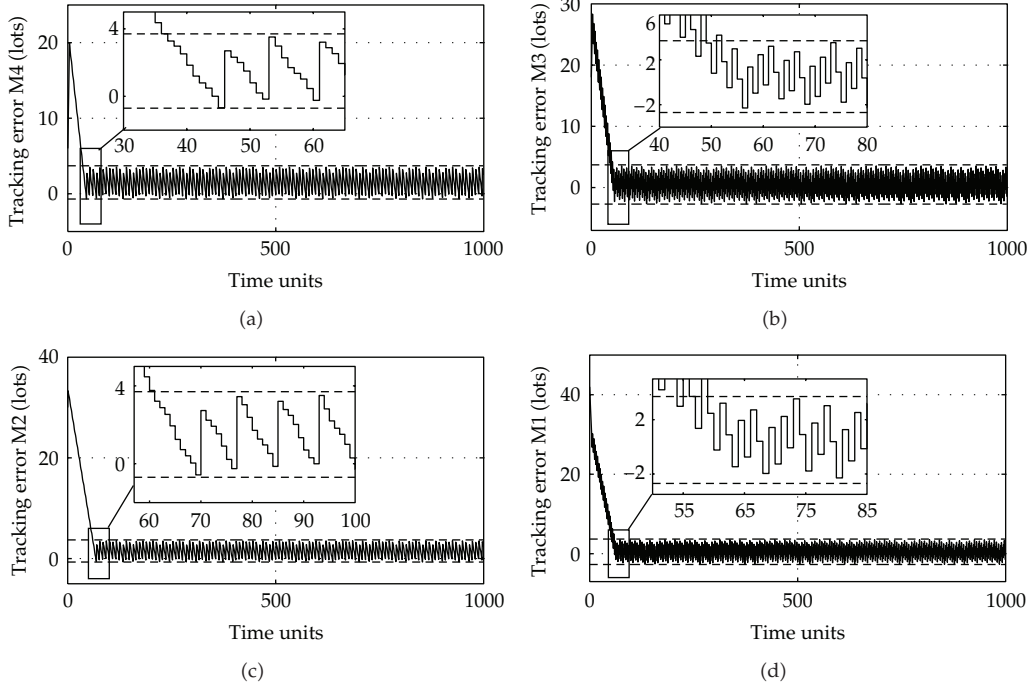 Tracking error M4 (lots)
20
10
0
4
0
30 40 50 60
0 500 1000
Time units
(a)
Tracking error M3 (lots)
30
20
10
0
6
2
−2
40 50 60 70 80
0 500 1000
Time units
(b)
Tracking error M2 (lots)
40
20
0
4
0
60 70 80 90 100
0 500 1000
Time units
(c)
Tracking error M1 (lots)
40
20
0
2
−2
55 65 75 85
0 500 1000
Time units
(d)